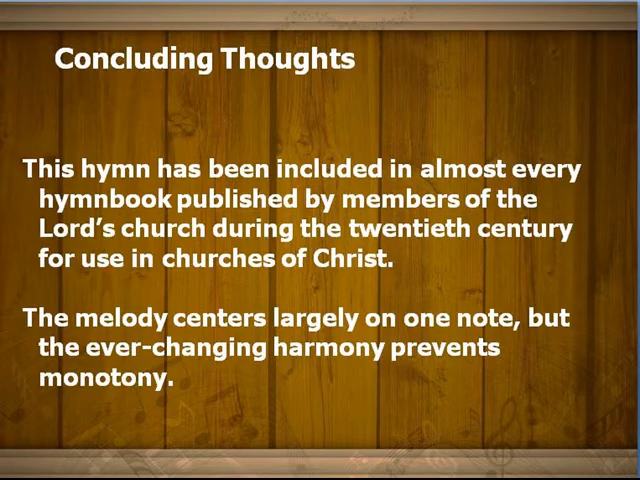 Concluding Thoughts
This hymn has been included in almost every
hymnbook published by members of the
Lord’s church during the twentieth century
for use in churches of Christ.
The melody centers largely on one note, but
the ever-changing harmony prevents
monotony.